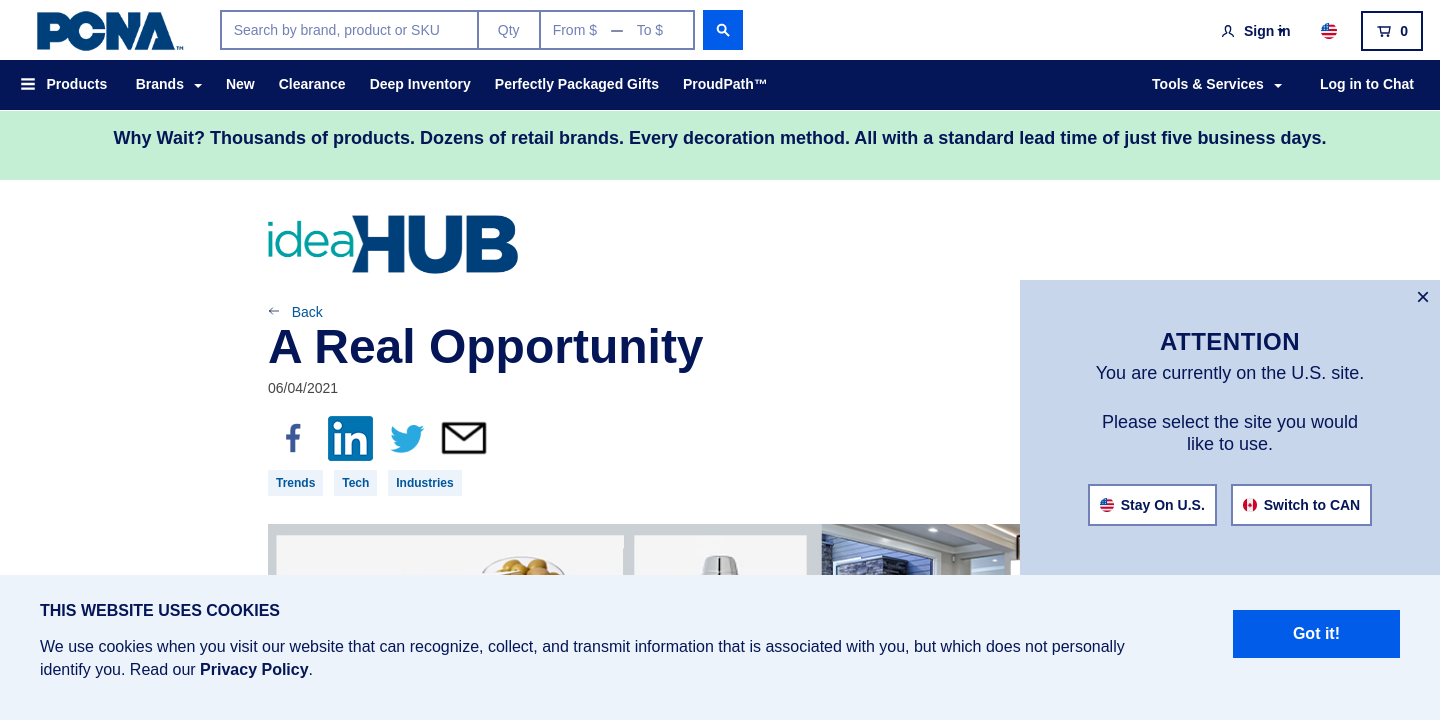 PCNA™
Search by brand, product or SKU
Qty
From $ — To $
Sign in
0
Products
Brands
New
Clearance
Deep Inventory
Perfectly Packaged Gifts
ProudPath™
Tools & Services
Log in to Chat
Why Wait? Thousands of products. Dozens of retail brands. Every decoration method. All with a standard lead time of just five business days.
ideaHUB
Back
A Real Opportunity
06/04/2021
f
in
Trends
Tech
Industries
×
ATTENTION
You are currently on the U.S. site.
Please select the site you would
like to use.
Stay On U.S.
Switch to CAN
THIS WEBSITE USES COOKIES
We use cookies when you visit our website that can recognize, collect, and transmit information that is associated with you, but which does not personally
identify you. Read our Privacy Policy.
Got it!